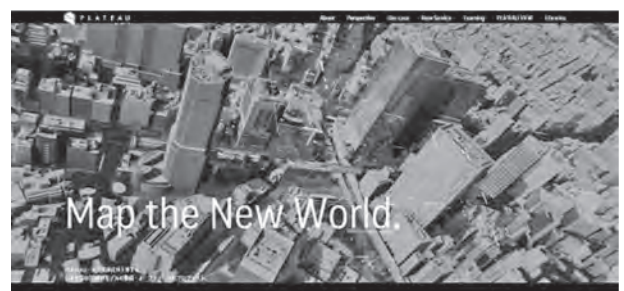 PLATEAU
About Perspective Use case New Service Learning PLATEAU VIEW Libraries
Map the New World.